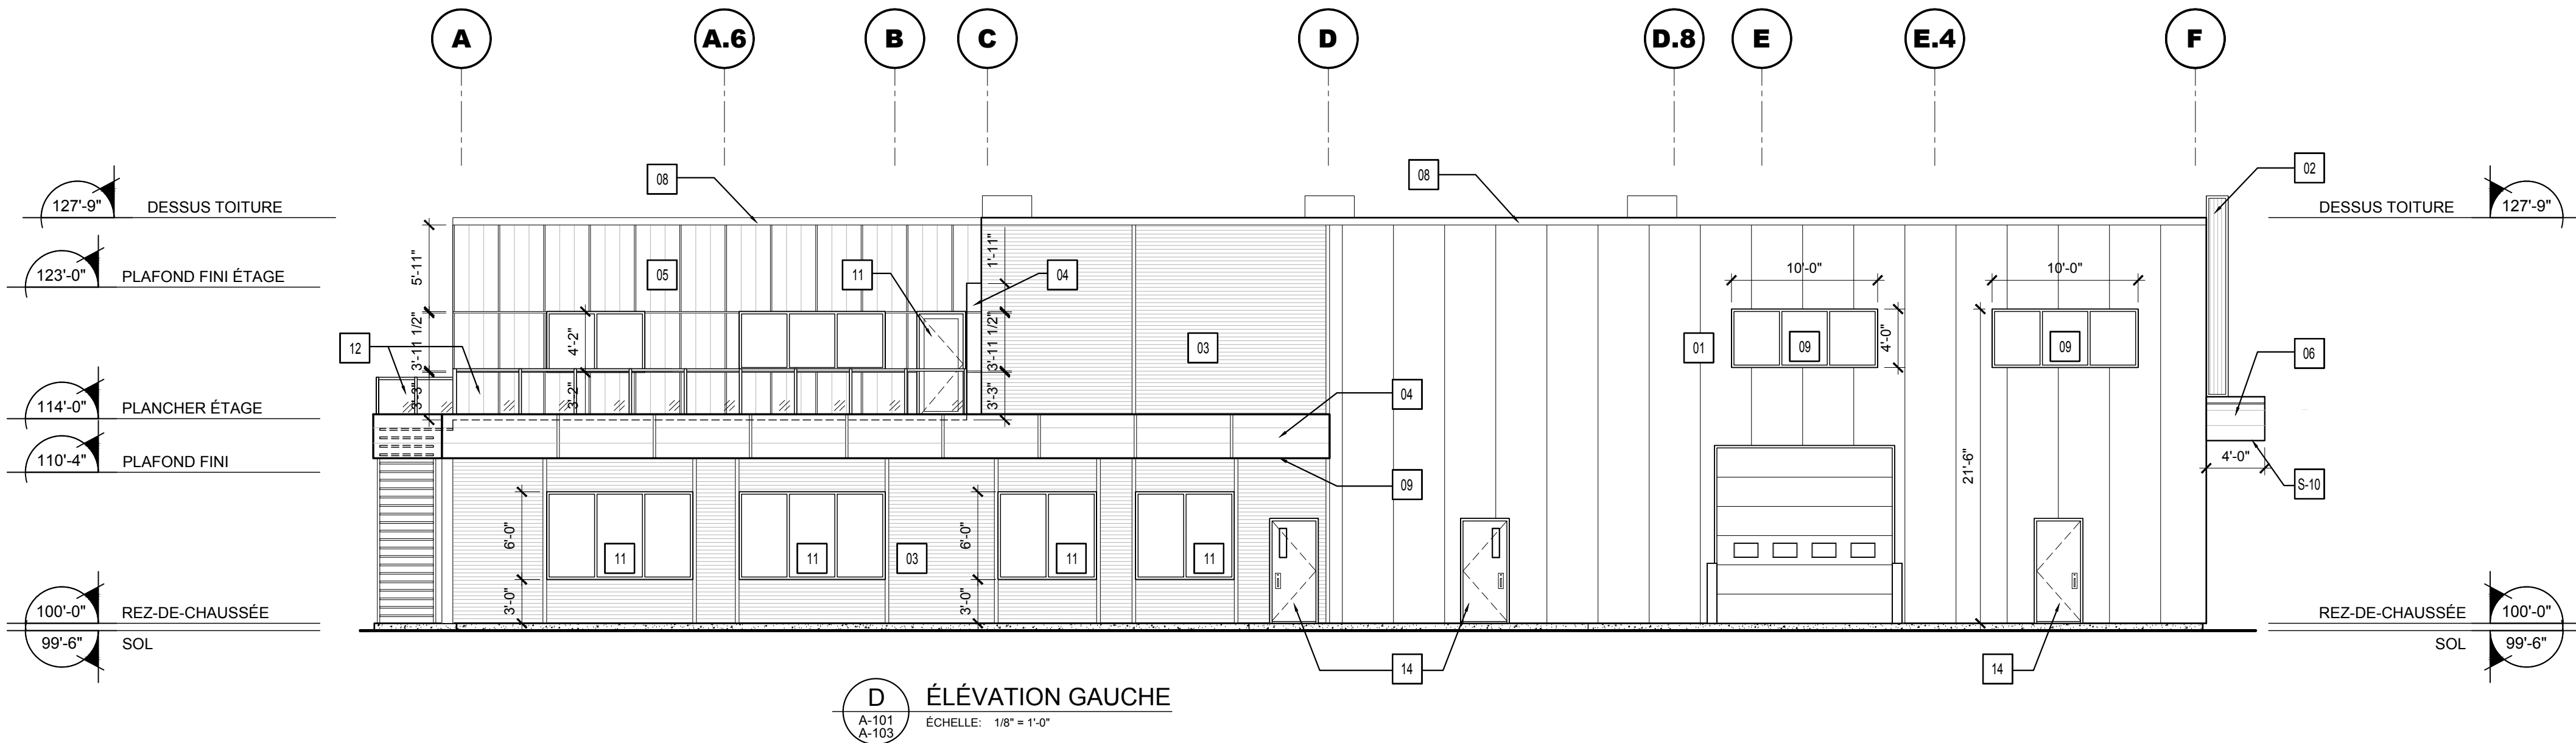 A A.6 B C D D.8 E E.4 F
08 08 02
127'-9" DESSUS TOITURE DESSUS TOITURE 127'-9"
123'-0" PLAFOND FINI ÉTAGE
5'-11" 05 11 1'-11" 04 10'-0" 10'-0"
12 3'-11 1/2" 4'-2" 3'-11 1/2" 03 01 09 4'-0" 09 06
3'-3" 3'-2" 3'-3" 04
114'-0" PLANCHER ÉTAGE
110'-4" PLAFOND FINI
09 21'-6" 4'-0" S-10
6'-0" 11 11 03 6'-0" 11 11
3'-0" 3'-0"
100'-0" REZ-DE-CHAUSSÉE REZ-DE-CHAUSSÉE 100'-0"
99'-6" SOL SOL 99'-6"
14 14
D ÉLÉVATION GAUCHE
A-101 ÉCHELLE: 1/8" = 1'-0"
A-103